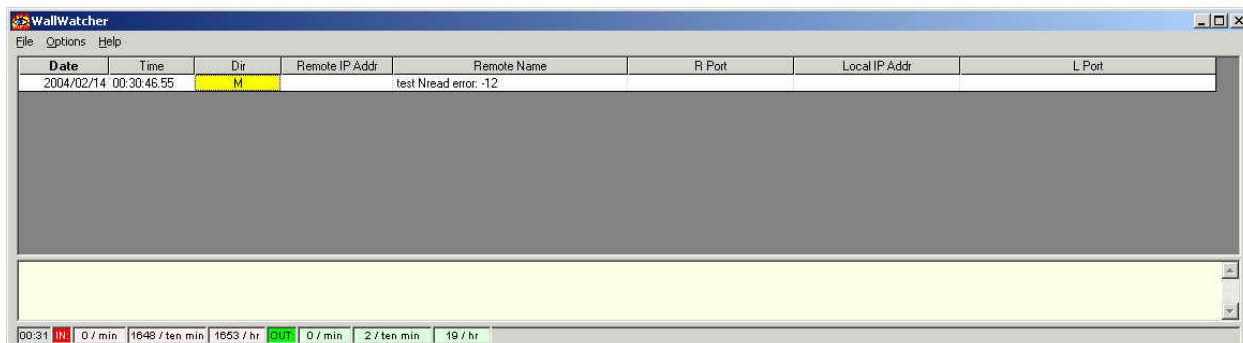 WallWatcher
File Options Help
Date Time Dir Remote IP Addr Remote Name R Port Local IP Addr L Port
2004/02/14 00:30:46.55 M test Nread error: -12
00:31 IN: 0 / min 1648 / ten min 1653 / hr OUT: 0 / min 2 / ten min 19 / hr